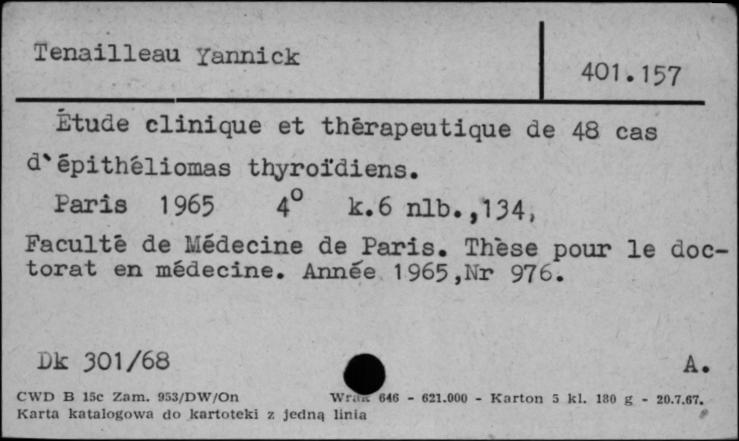 Tenailleau Yannick
401.157
Étude clinique et thérapeutique de 48 cas
d'épithéliomas thyroïdiens.
Paris 1965 4° k.6 nlb.,134,
Faculté de Médecine de Paris. Thèse pour le doc-
torat en médecine. Année 1965,Nr 976.
Dk 301/68
A.
CWD B 15c Zam. 953/DW/On
646 - 621.000 - Karton 5 kl. 180 g - 20.7.67.
Karta katalogowa do kartoteki z jedną linia